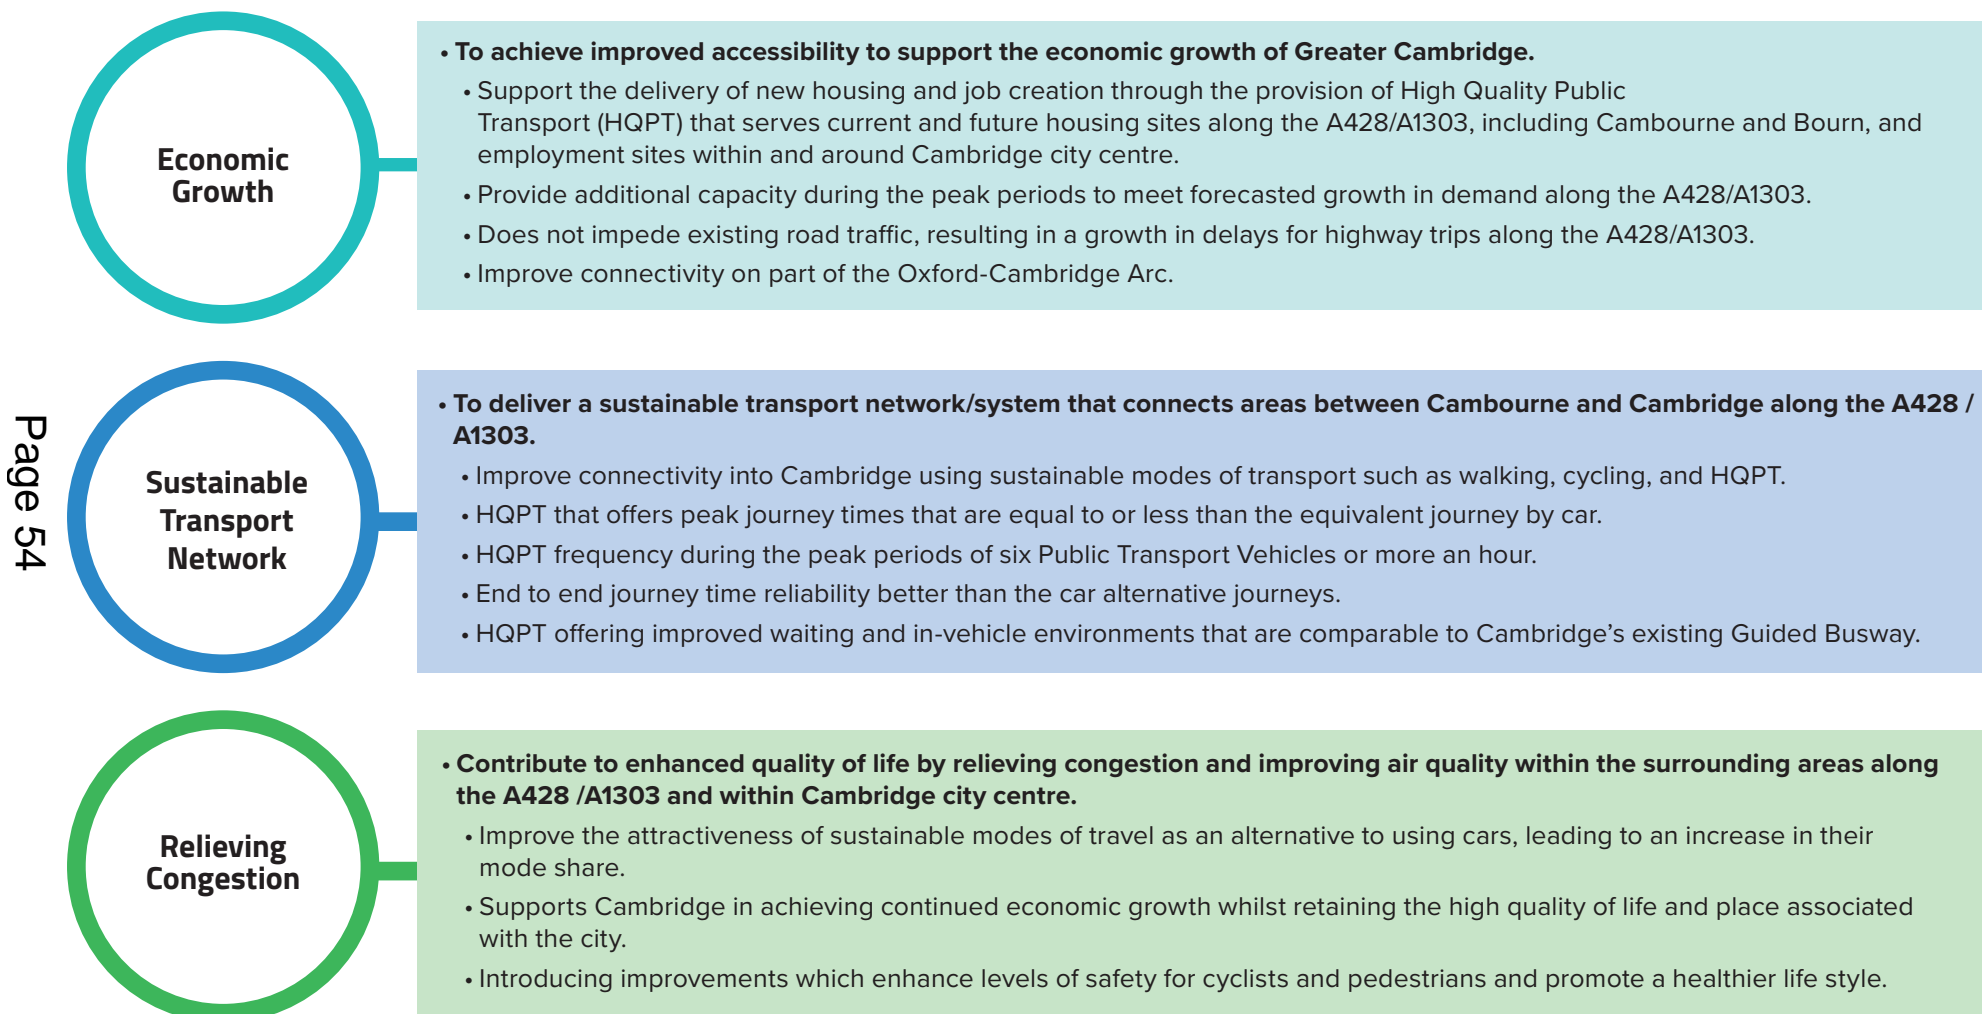 Economic
Growth
• To achieve improved accessibility to support the economic growth of Greater Cambridge.
• Support the delivery of new housing and job creation through the provision of High Quality Public
Transport (HQPT) that serves current and future housing sites along the A428/A1303, including Cambourne and Bourn, and
employment sites within and around Cambridge city centre.
• Provide additional capacity during the peak periods to meet forecasted growth in demand along the A428/A1303.
• Does not impede existing road traffic, resulting in a growth in delays for highway trips along the A428/A1303.
• Improve connectivity on part of the Oxford-Cambridge Arc.
Page 54
Sustainable
Transport
Network
• To deliver a sustainable transport network/system that connects areas between Cambourne and Cambridge along the A428 /
A1303.
• Improve connectivity into Cambridge using sustainable modes of transport such as walking, cycling, and HQPT.
• HQPT that offers peak journey times that are equal to or less than the equivalent journey by car.
• HQPT frequency during the peak periods of six Public Transport Vehicles or more an hour.
• End to end journey time reliability better than the car alternative journeys.
• HQPT offering improved waiting and in-vehicle environments that are comparable to Cambridge’s existing Guided Busway.
Relieving
Congestion
• Contribute to enhanced quality of life by relieving congestion and improving air quality within the surrounding areas along
the A428 /A1303 and within Cambridge city centre.
• Improve the attractiveness of sustainable modes of travel as an alternative to using cars, leading to an increase in their
mode share.
• Supports Cambridge in achieving continued economic growth whilst retaining the high quality of life and place associated
with the city.
• Introducing improvements which enhance levels of safety for cyclists and pedestrians and promote a healthier life style.